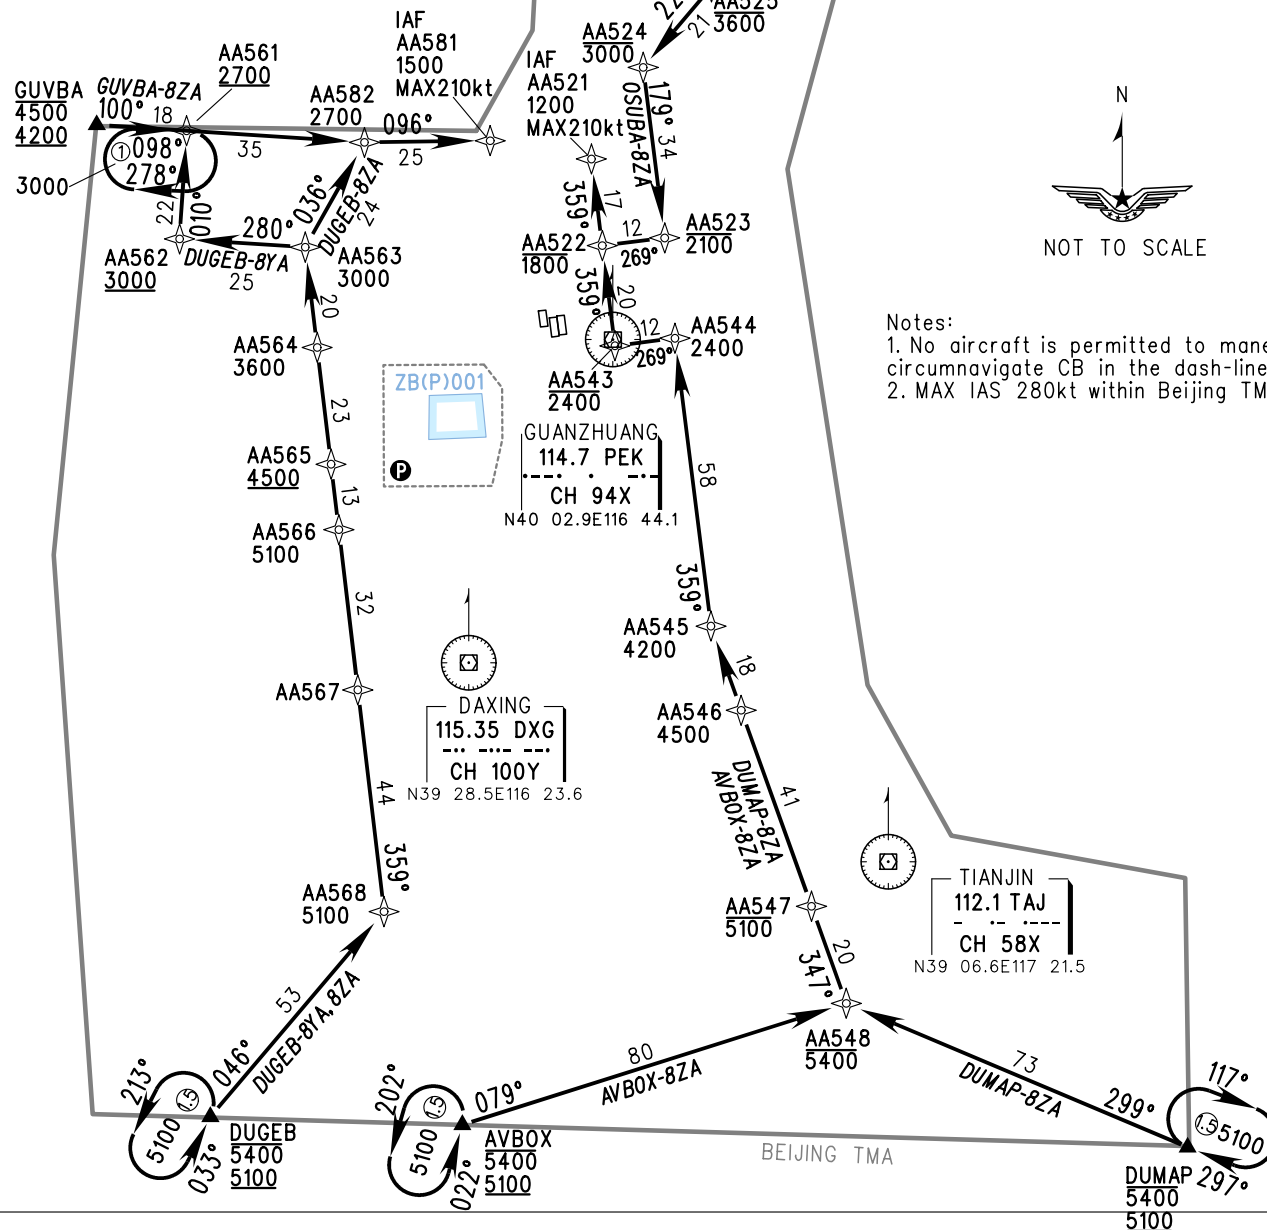 22
21
AA525
3600
AA524
3000
IAF
AA581
1500
MAX210kt
IAF
AA521
1200
MAX210kt
AA561
2700
GUVBA
4500
4200
GUVBA-8ZA
100°
18
35
AA582
2700
096°
25
1
098°
278°
3000
22
010°
280°
036°
DUGEB-8ZA
24
AA562
3000
DUGEB-8YA
25
AA563
3000
OSUBA-8ZA
179°
34
359°
17
12
269°
AA522
1800
AA523
2100
359°
20
12
269°
AA544
2400
AA543
2400
N
NOT TO SCALE
Notes:
1. No aircraft is permitted to mane
circumnavigate CB in the dash-line
2. MAX IAS 280kt within Beijing TM
20
AA564
3600
23
AA565
4500
13
AA566
5100
32
AA567
44
359°
AA568
5100
ZB(P)001
P
GUANZHUANG
114.7 PEK
CH 94X
N40 02.9E116 44.1
58
359°
AA545
4200
18
AA546
4500
DUMAP-8ZA
AVBOX-8ZA
41
DAXING
115.35 DXG
CH 100Y
N39 28.5E116 23.6
AA547
5100
20
347°
TIANJIN
112.1 TAJ
CH 58X
N39 06.6E117 21.5
AA548
5400
53
046°
DUGEB-8YA,8ZA
213°
5100
1.5
033°
DUGEB
5400
5100
80
079°
AVBOX-8ZA
202°
5100
1.5
022°
AVBOX
5400
5100
73
DUMAP-8ZA
299°
117°
1.5
5100
297°
DUMAP
5400
5100
BEIJING TMA